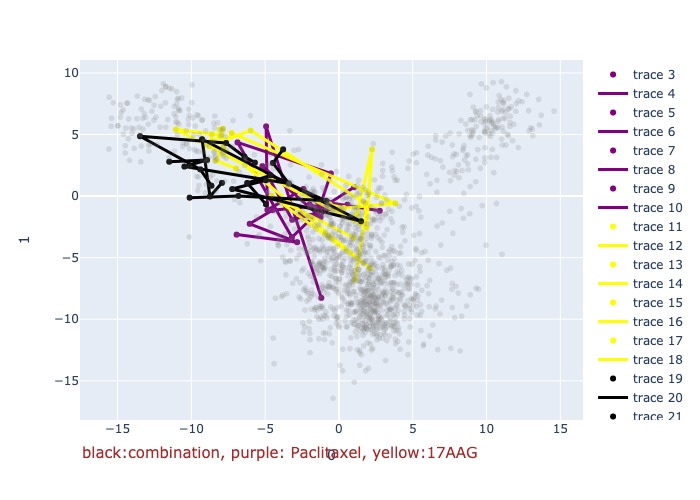 10
5
0
−5
−10
−15
1
−15
−10
−5
0
5
10
15
0
black:combination, purple: Paclitaxel, yellow:17AAG
trace 3
trace 4
trace 5
trace 6
trace 7
trace 8
trace 9
trace 10
trace 11
trace 12
trace 13
trace 14
trace 15
trace 16
trace 17
trace 18
trace 19
trace 20
trace 21